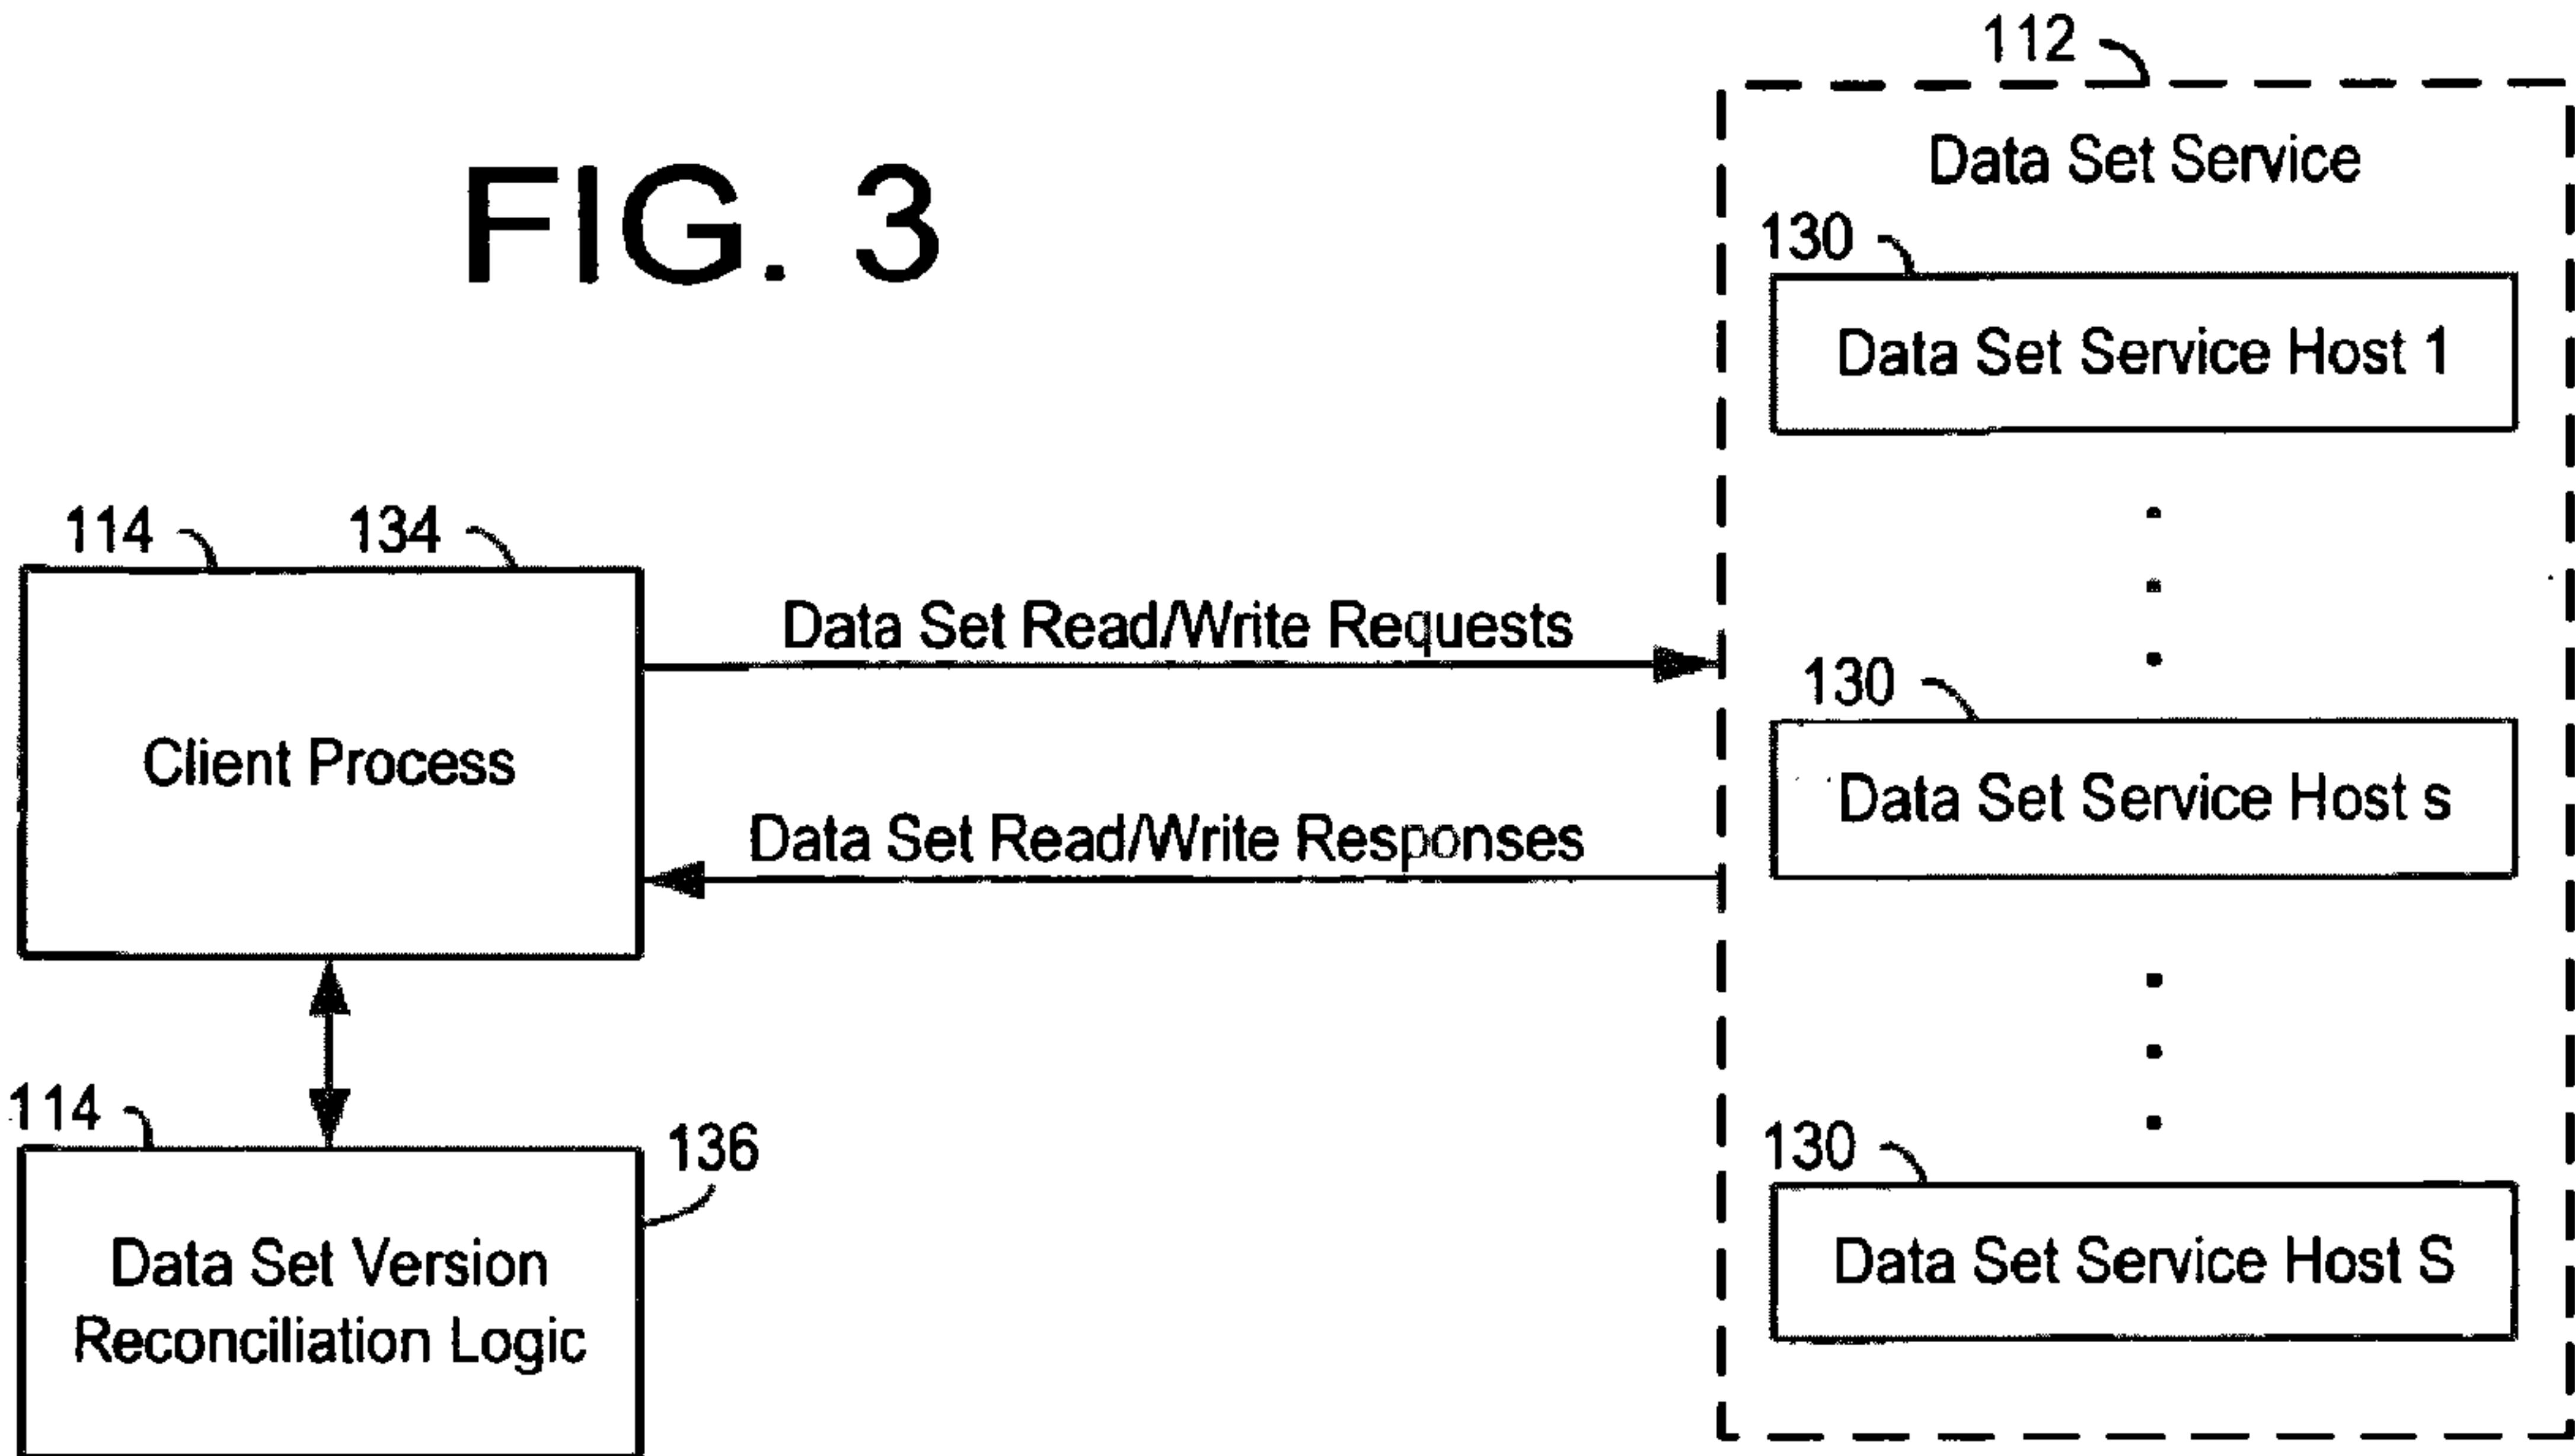 FIG. 3
112
Data Set Service
130
Data Set Service Host 1
114
134
Client Process
Data Set Read/Write Requests
Data Set Read/Write Responses
130
Data Set Service Host s
114
136
Data Set Version
Reconciliation Logic
130
Data Set Service Host S